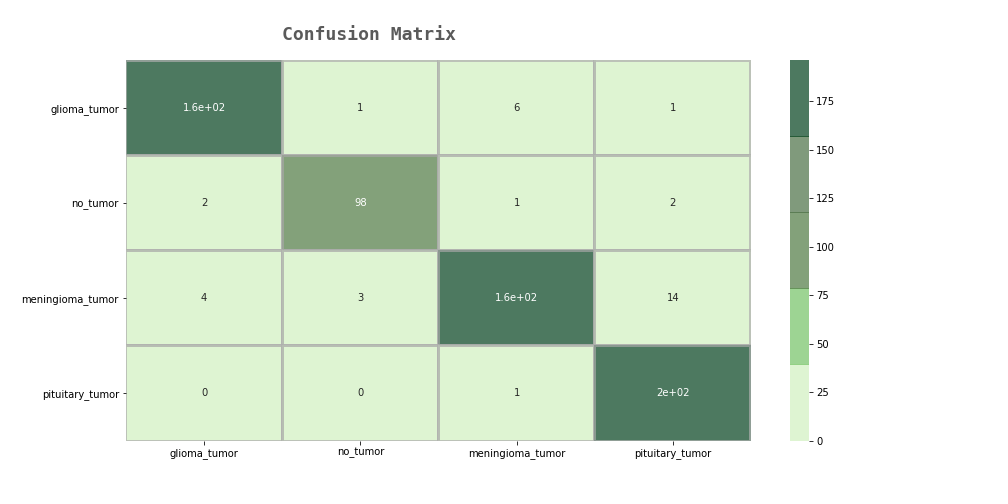 Confusion Matrix
glioma_tumor 1.6e+02 1 6 1
no_tumor 2 98 1 2
meningioma_tumor 4 3 1.6e+02 14
pituitary_tumor 0 0 1 2e+02
glioma_tumor no_tumor meningioma_tumor pituitary_tumor
175
150
125
100
75
50
25
0